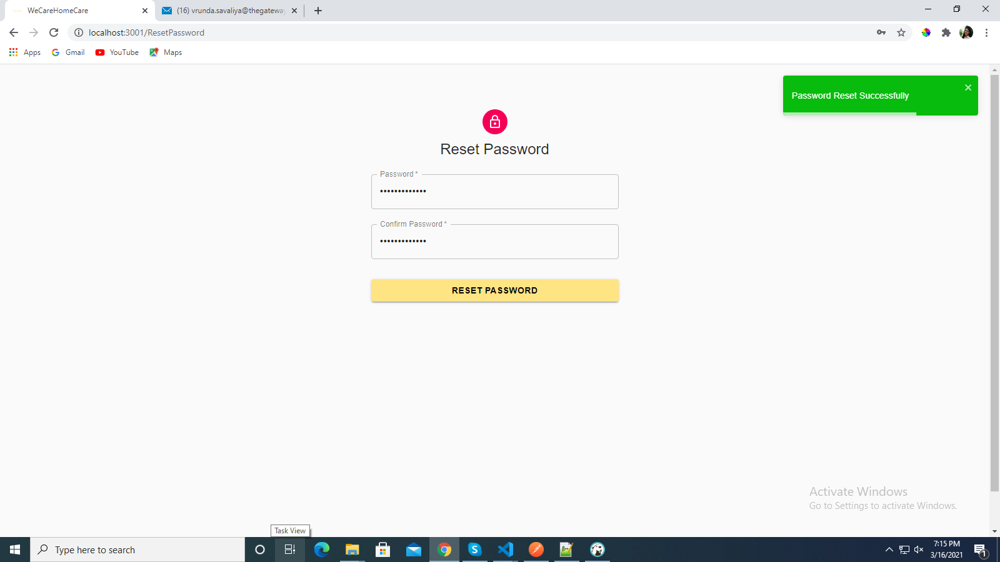 WeCareHomeCare
(16) vrunda.savaliya@thegateway
localhost:3001/ResetPassword
Apps
Gmail
YouTube
Maps
Password Reset Successfully
Reset Password
Password *
•••••••••••••
Confirm Password *
•••••••••••••
RESET PASSWORD
Activate Windows
Go to Settings to activate Windows.
Task View
Type here to search
7:15 PM
3/16/2021
1